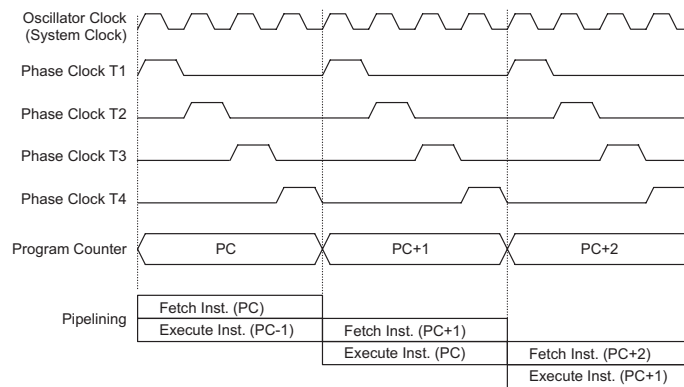 Oscillator Clock
(System Clock)
Phase Clock T1
Phase Clock T2
Phase Clock T3
Phase Clock T4
Program Counter
PC
PC+1
PC+2
Pipelining
Fetch Inst. (PC)
Execute Inst. (PC-1)
Fetch Inst. (PC+1)
Execute Inst. (PC)
Fetch Inst. (PC+2)
Execute Inst. (PC+1)